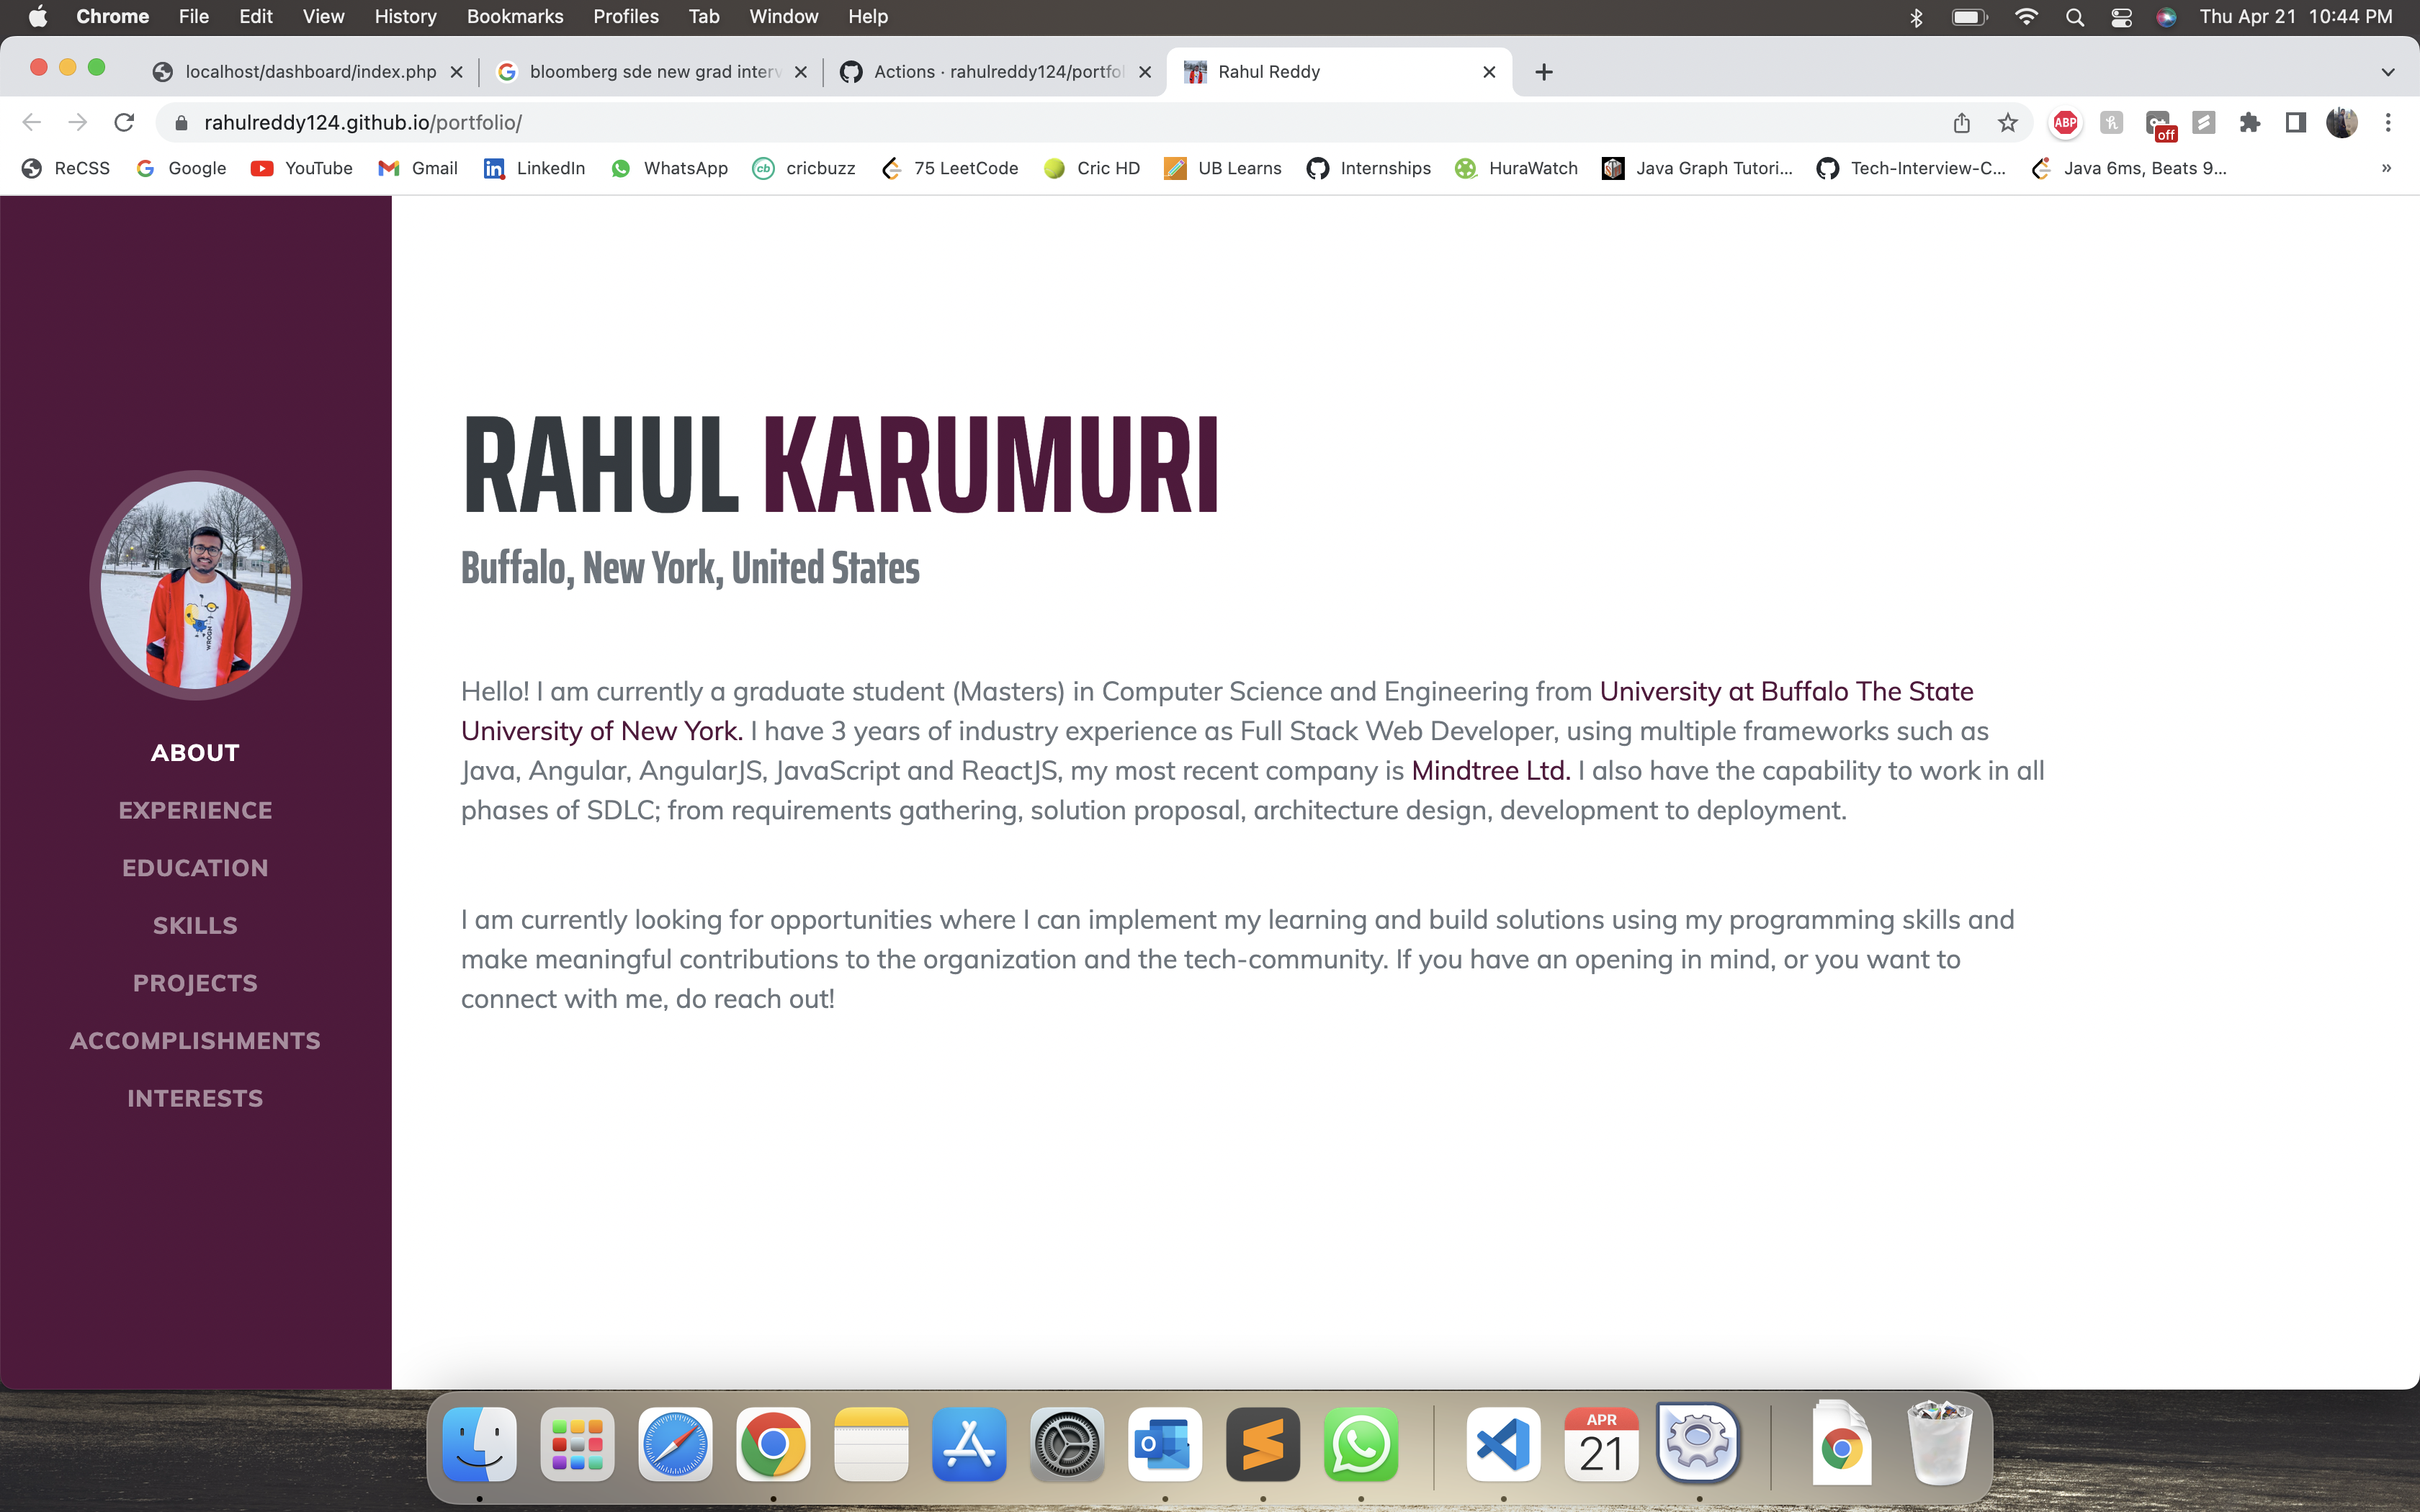 Chrome File Edit View History Bookmarks Profiles Tab Window Help Thu Apr 21 10:44 PM
localhost/dashboard/index.php bloomberg sde new grad interv Actions · rahulreddy124/portfol Rahul Reddy
rahulreddy124.github.io/portfolio/ ABP off
ReCSS Google YouTube Gmail LinkedIn WhatsApp cb cricbuzz 75 LeetCode Cric HD UB Learns Internships HuraWatch Java Graph Tutori... Tech-Interview-C... Java 6ms, Beats 9... »
RAHUL KARUMURI
Buffalo, New York, United States
WROGN
Hello! I am currently a graduate student (Masters) in Computer Science and Engineering from University at Buffalo The State
University of New York. I have 3 years of industry experience as Full Stack Web Developer, using multiple frameworks such as
Java, Angular, AngularJS, JavaScript and ReactJS, my most recent company is Mindtree Ltd. I also have the capability to work in all
phases of SDLC; from requirements gathering, solution proposal, architecture design, development to deployment.
I am currently looking for opportunities where I can implement my learning and build solutions using my programming skills and
make meaningful contributions to the organization and the tech-community. If you have an opening in mind, or you want to
connect with me, do reach out!
ABOUT
EXPERIENCE
EDUCATION
SKILLS
PROJECTS
ACCOMPLISHMENTS
INTERESTS
APR
21